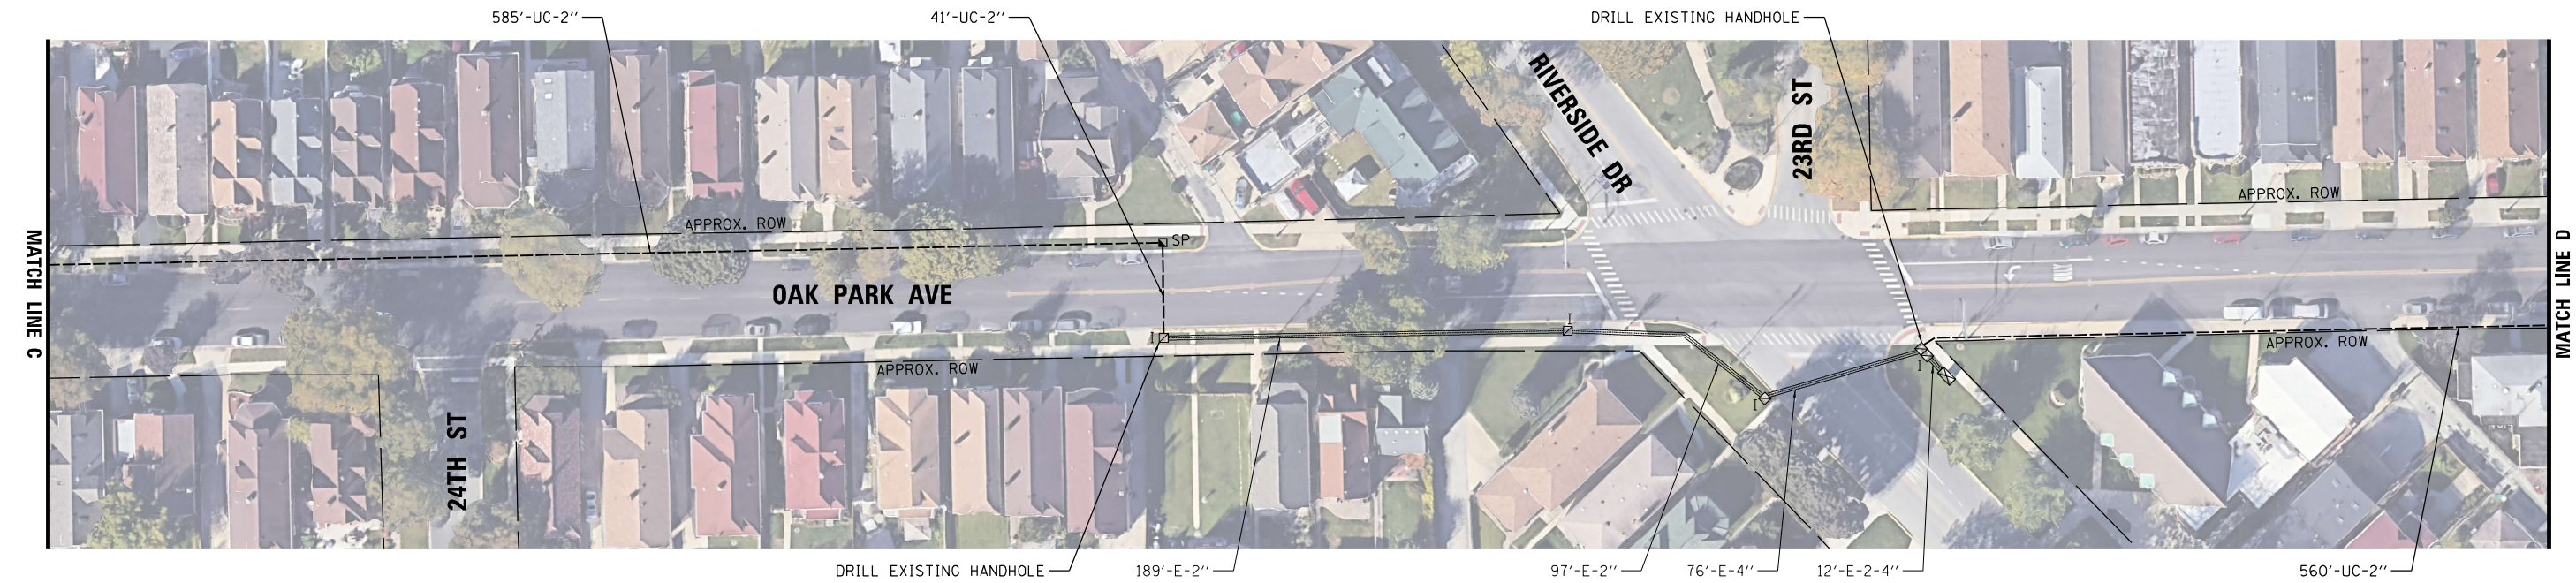 585'-UC-2"
41'-UC-2"
DRILL EXISTING HANDHOLE
RIVERSIDE DR
23RD ST
APPROX. ROW
APPROX. ROW
SP
MATCH LINE C
OAK PARK AVE
MATCH LINE D
I
I
APPROX. ROW
APPROX. ROW
I
I
24TH ST
DRILL EXISTING HANDHOLE
189'-E-2"
97'-E-2"
76'-E-4"
12'-E-2-4"
560'-UC-2"